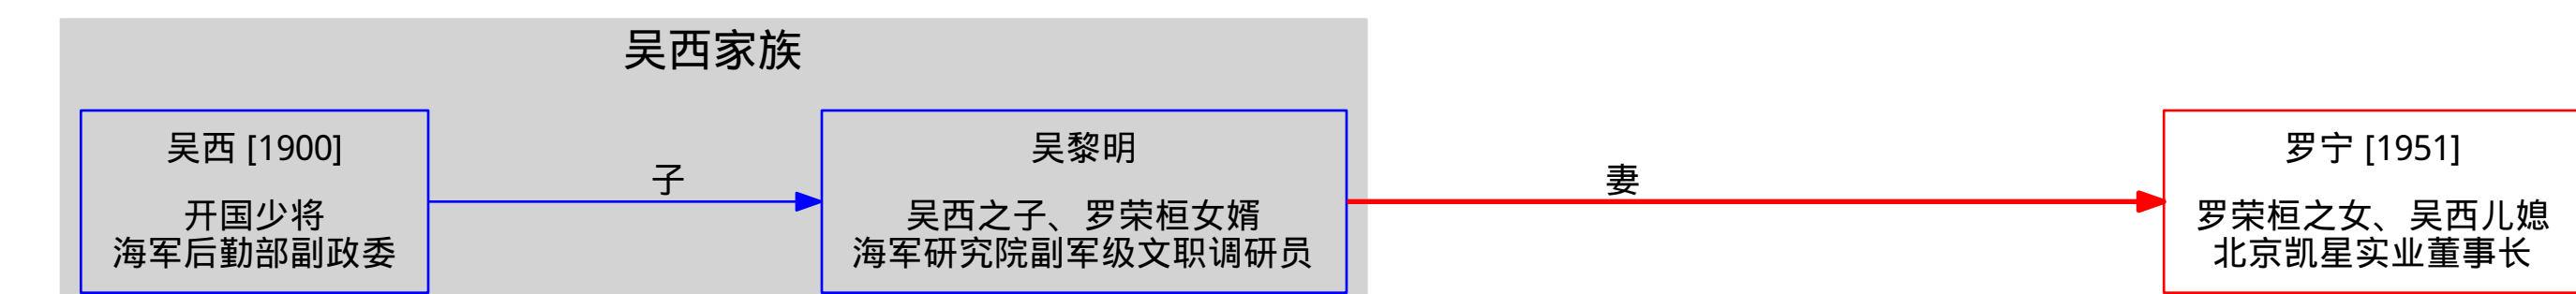 吴西家族
吴西 [1900]
开国少将
海军后勤部副政委
子
吴黎明
吴西之子、罗荣桓女婿
海军研究院副军级文职调研员
妻
罗宁 [1951]
罗荣桓之女、吴西儿媳
北京凯星实业董事长